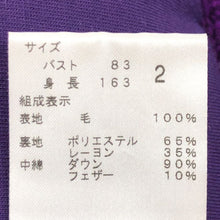 サイズ
バスト 83
身長 163
2
組成表示
表地 毛 100%
裏地 ポリエステル 65%
レーヨン 35%
中綿 ダウン 90%
フェザー 10%